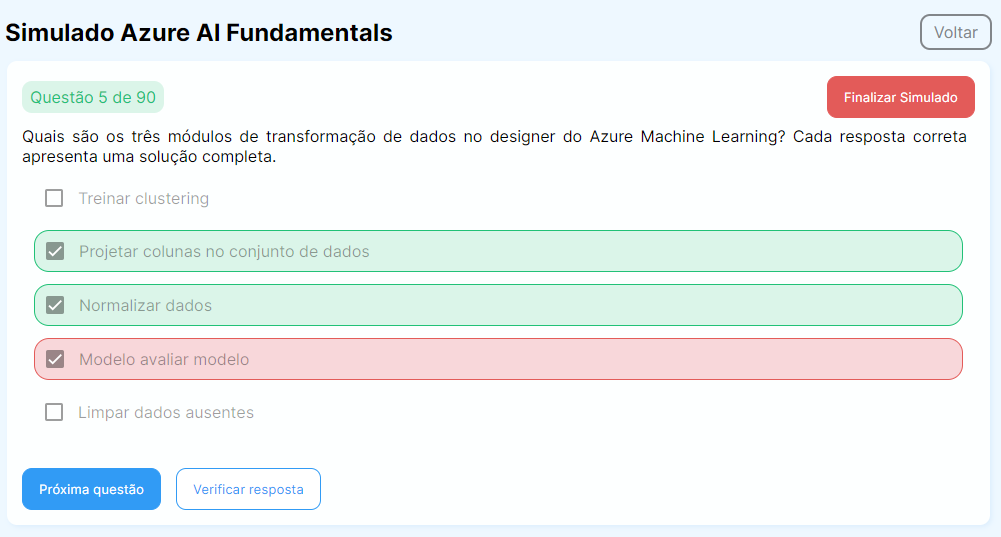 Simulado Azure AI Fundamentals
Voltar
Questão 5 de 90
Finalizar Simulado
Quais são os três módulos de transformação de dados no designer do Azure Machine Learning? Cada resposta correta
apresenta uma solução completa.
Treinar clustering
Projetar colunas no conjunto de dados
Normalizar dados
Modelo avaliar modelo
Limpar dados ausentes
Próxima questão
Verificar resposta